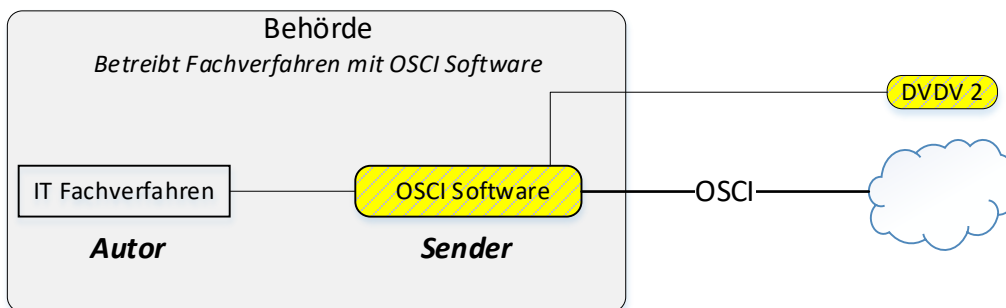 Behörde
Betreibt Fachverfahren mit OSCI Software
DVDV 2
IT Fachverfahren
OSCI Software
OSCI
Autor
Sender